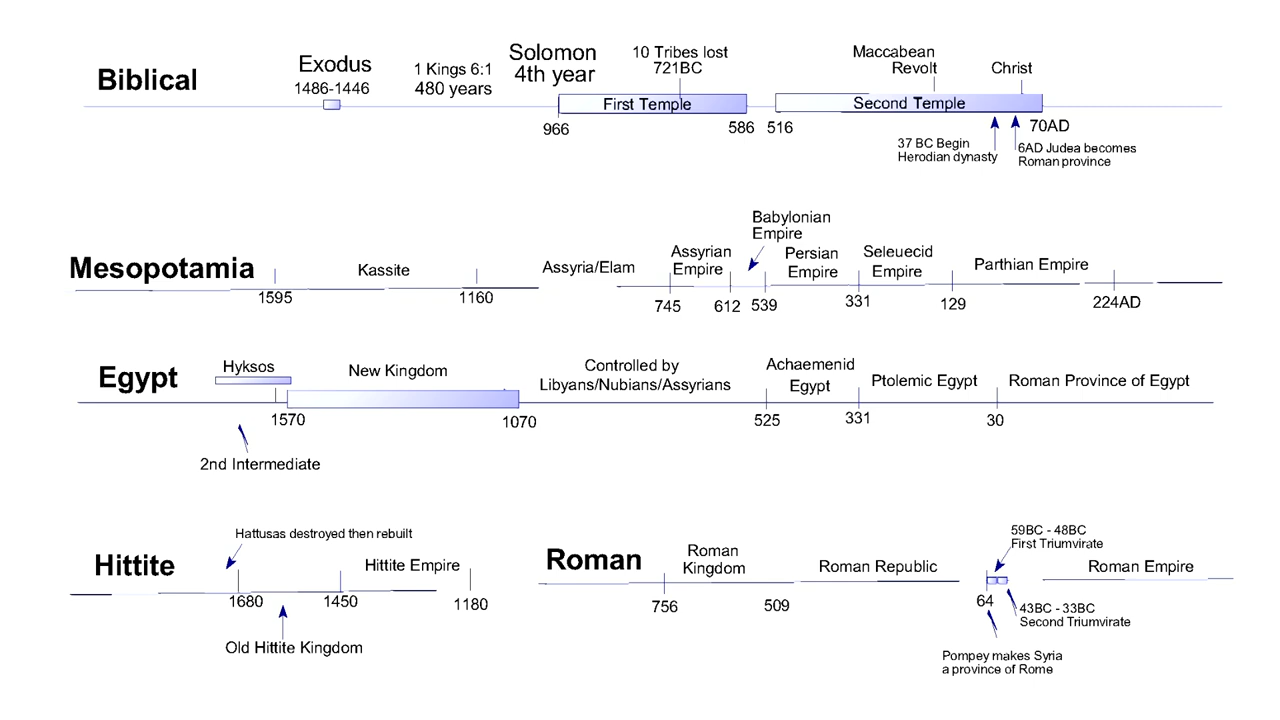 Biblical
Exodus
1486-1446
1 Kings 6:1
480 years
Solomon
4th year
10 Tribes lost
721BC
Maccabean
Revolt
Christ
First Temple
Second Temple
966
586
516
70AD
37 BC Begin
Herodian dynasty
6AD Judea becomes
Roman province
Mesopotamia
Kassite
Assyria/Elam
Assyrian
Empire
Babylonian
Empire
Persian
Empire
Seleuecid
Empire
Parthian Empire
1595
1160
745
612
539
331
129
224AD
Egypt
Hyksos
New Kingdom
Controlled by
Libyans/Nubians/Assyrians
Achaemenid
Egypt
Ptolemic Egypt
Roman Province of Egypt
1570
1070
525
331
30
2nd Intermediate
Hittite
Hattusas destroyed then rebuilt
Hittite Empire
1680
1450
1180
Old Hittite Kingdom
Roman
Roman
Kingdom
Roman Republic
59BC - 48BC
First Triumvirate
Roman Empire
756
509
64
43BC - 33BC
Second Triumvirate
Pompey makes Syria
a province of Rome